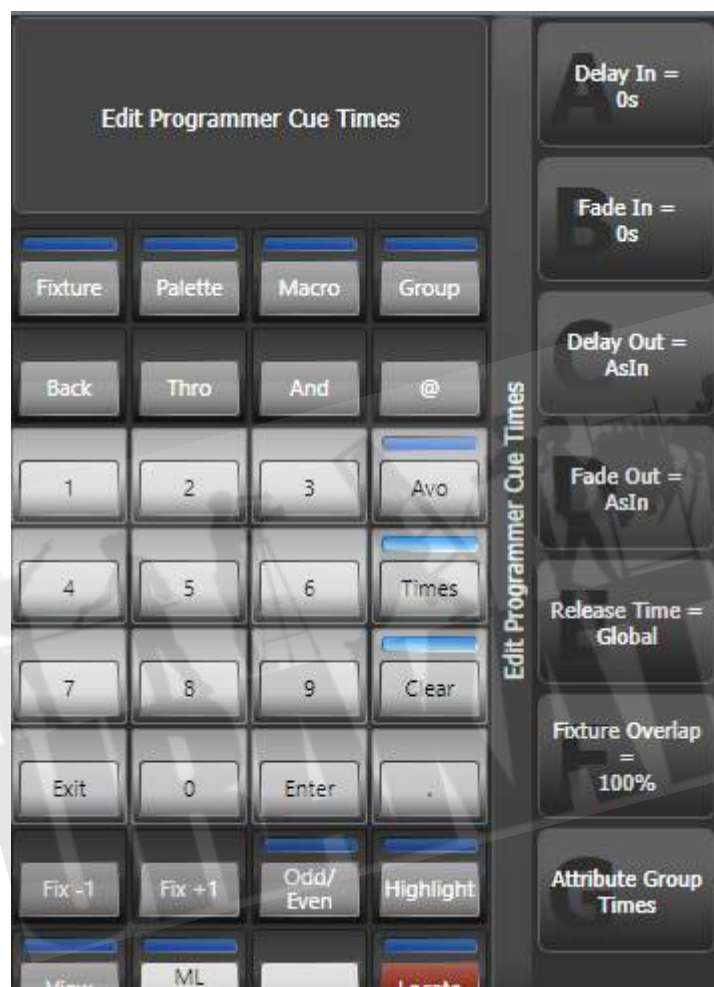 Edit Programmer Cue Times
Fixture
Palette
Macro
Group
Back
Thro
And
@
1
2
3
Avo
4
5
6
Times
7
8
9
Clear
Exit
0
Enter
.
Fix -1
Fix +1
Odd/
Even
Highlight
View
ML
Locate
Edit Programmer Cue Times
A
Delay In =
0s
B
Fade In =
0s
C
Delay Out =
AsIn
D
Fade Out =
AsIn
E
Release Time =
Global
F
Fixture Overlap
=
100%
G
Attribute Group
Times